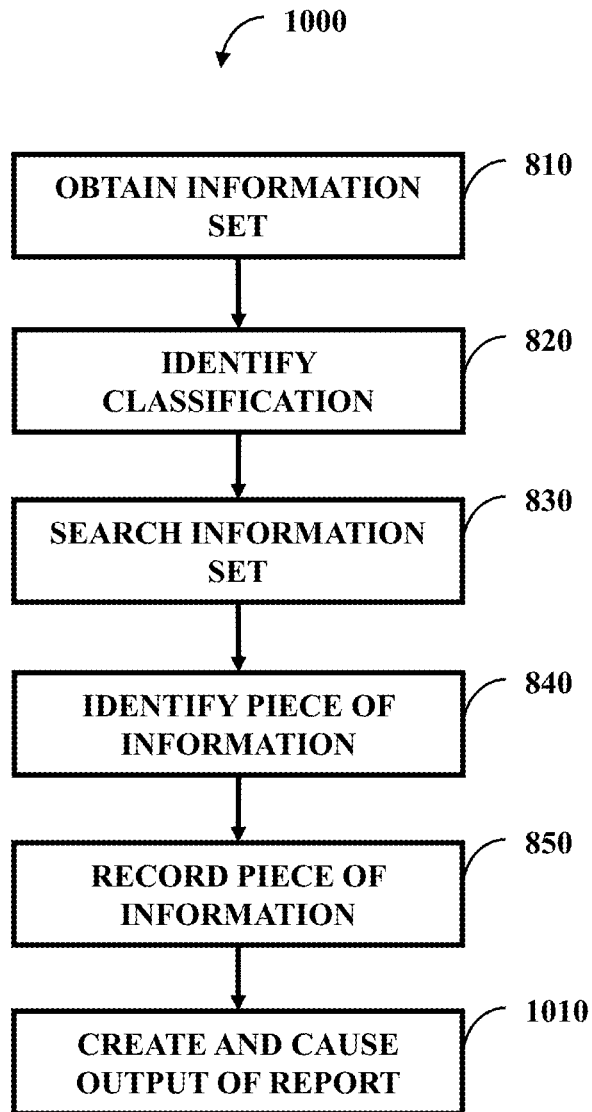 1000
810
OBTAIN INFORMATION
SET
820
IDENTIFY
CLASSIFICATION
830
SEARCH INFORMATION
SET
840
IDENTIFY PIECE OF
INFORMATION
850
RECORD PIECE OF
INFORMATION
1010
CREATE AND CAUSE
OUTPUT OF REPORT